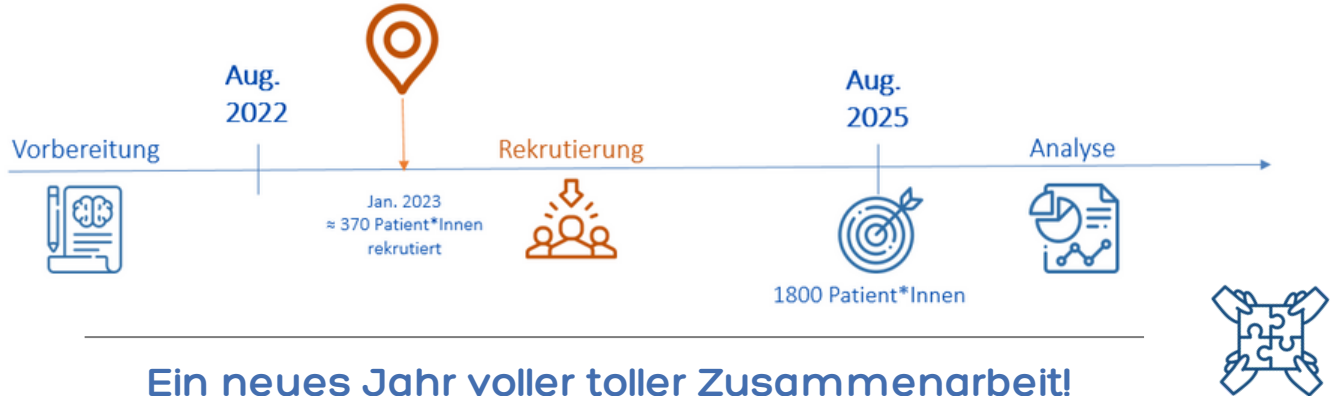 Aug.
2022
Aug.
2025
Vorbereitung
Rekrutierung
Analyse
Jan. 2023
≈ 370 Patient*Innen
rekrutiert
1800 Patient*Innen
Ein neues Jahr voller toller Zusammenarbeit!